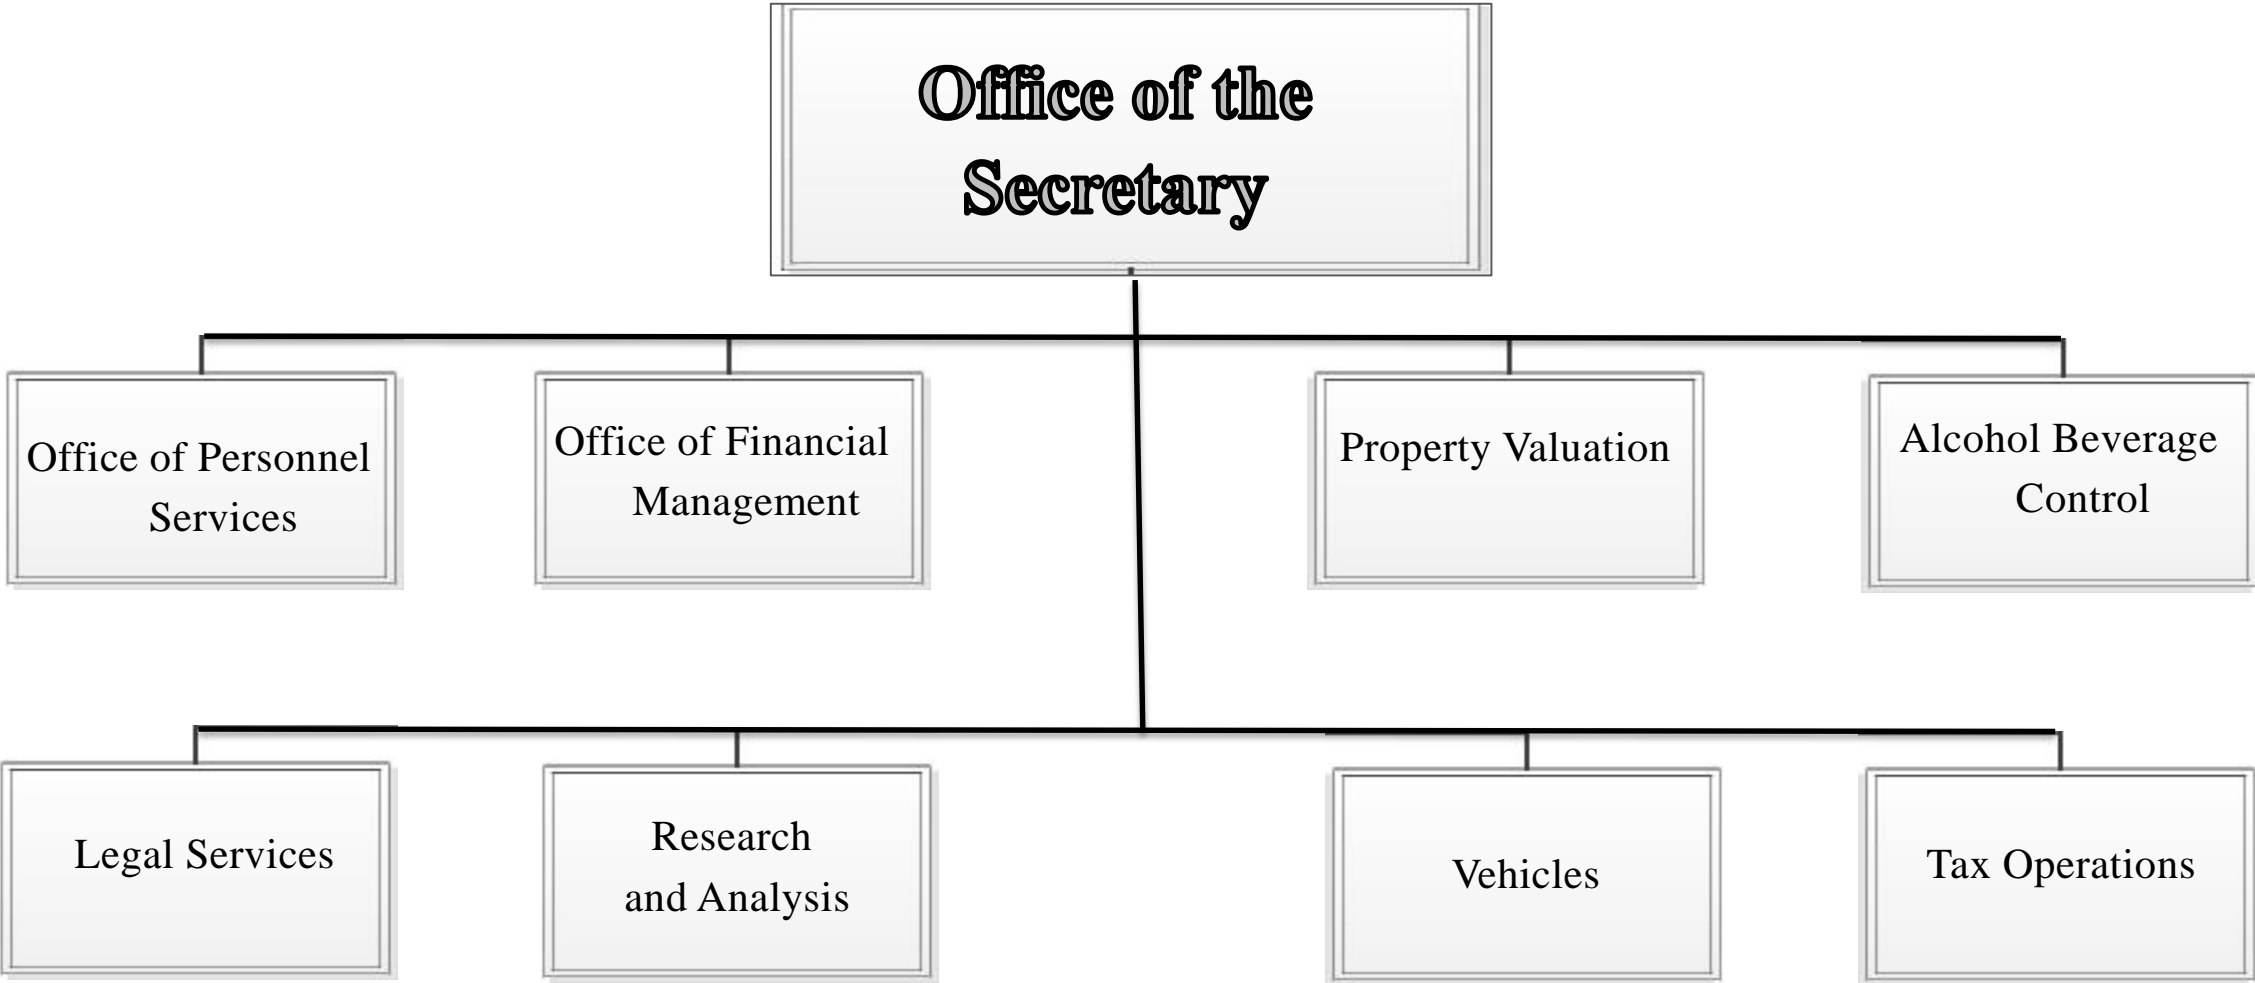 Office of the
Secretary
Office of Personnel
Services
Office of Financial
Management
Property Valuation
Alcohol Beverage
Control
Legal Services
Research
and Analysis
Vehicles
Tax Operations